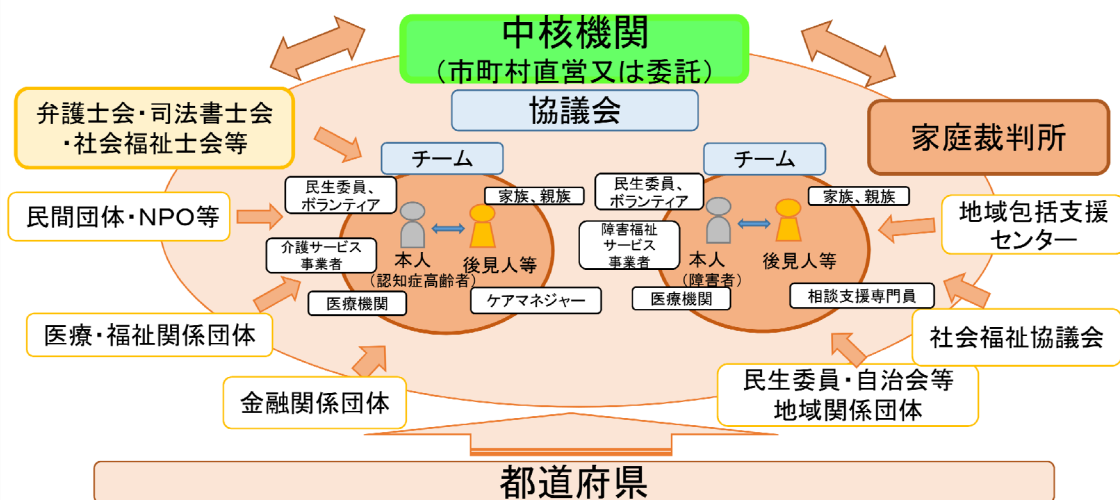 中核機関
（市町村直営又は委託）
協議会
弁護士会・司法書士会
・社会福祉士会等
家庭裁判所
民間団体・NPO等
医療・福祉関係団体
金融関係団体
チーム
民生委員、
ボランティア
家族、親族
介護サービス
事業者
本人
（認知症高齢者）
後見人等
医療機関
ケアマネジャー
チーム
民生委員、
ボランティア
家族、親族
障害福祉
サービス
事業者
本人
（障害者）
後見人等
医療機関
相談支援専門員
地域包括支援
センター
社会福祉協議会
民生委員・自治会等
地域関係団体
都道府県